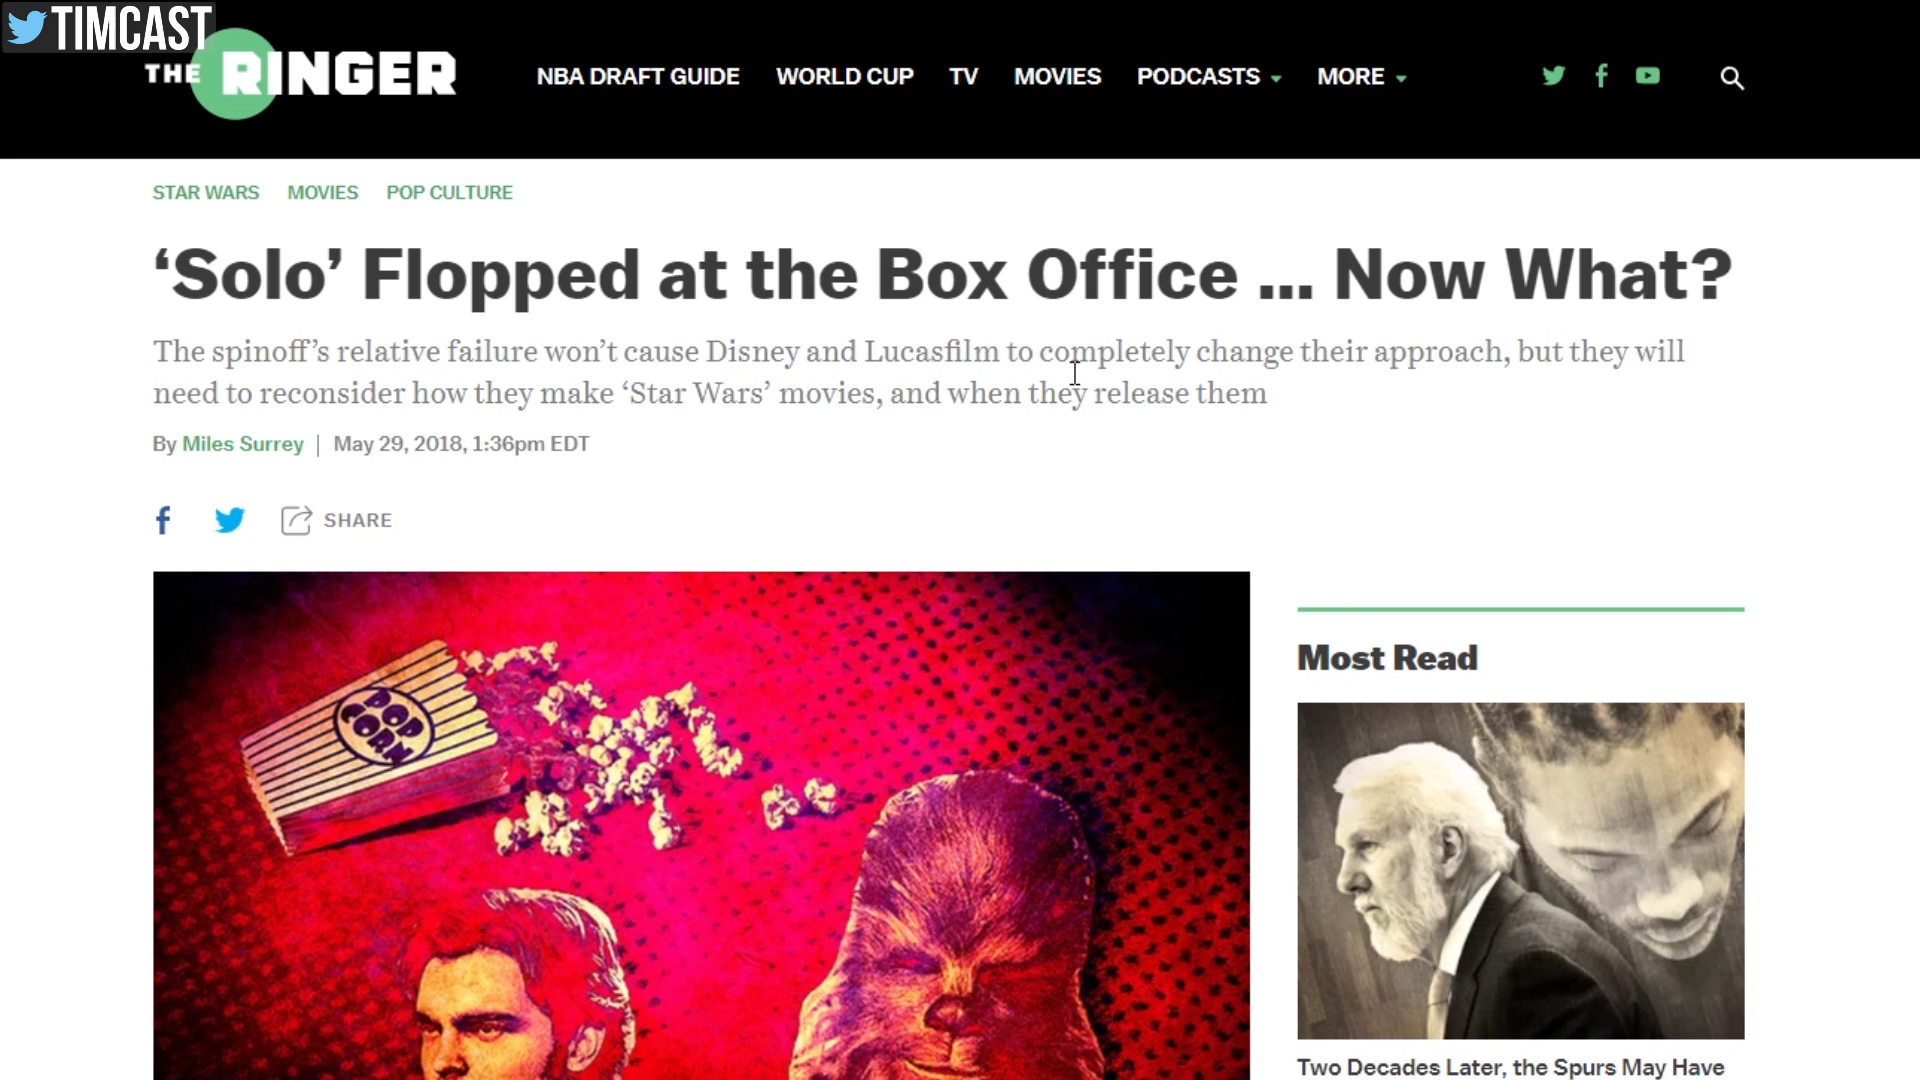 TIMCAST
THE RINGER
NBA DRAFT GUIDE WORLD CUP TV MOVIES PODCASTS MORE
STAR WARS MOVIES POP CULTURE
‘Solo’ Flopped at the Box Office ... Now What?
The spinoff’s relative failure won’t cause Disney and Lucasfilm to completely change their approach, but they will
need to reconsider how they make ‘Star Wars’ movies, and when they release them
By Miles Surrey | May 29, 2018, 1:36pm EDT
SHARE
POP
CORN
Most Read
Two Decades Later, the Spurs May Have